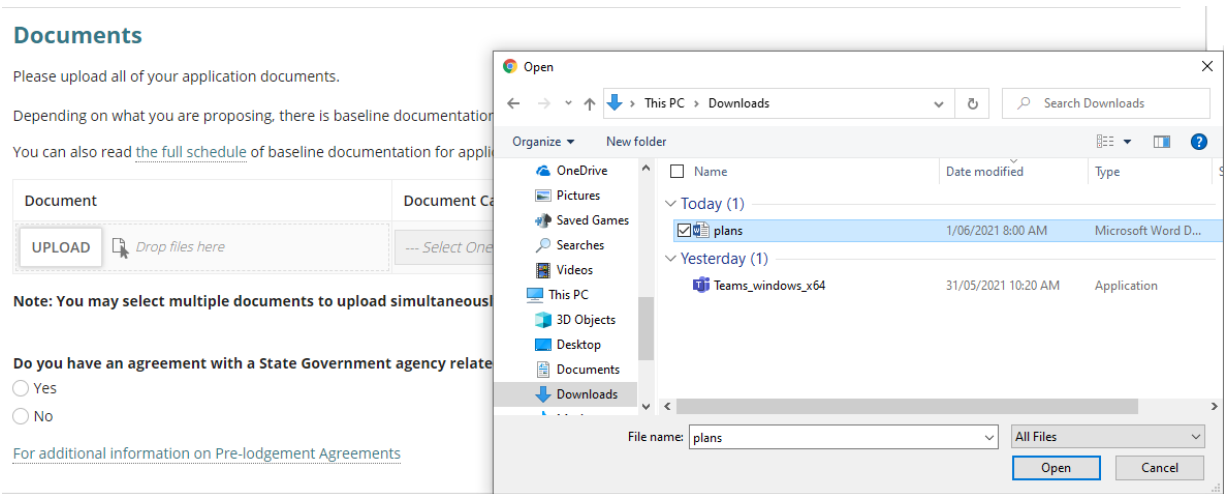 Documents
Please upload all of your application documents.
Depending on what you are proposing, there is baseline documentation
You can also read the full schedule of baseline documentation for appli
Document
Document Ca
UPLOAD
Drop files here
--- Select One
Note: You may select multiple documents to upload simultaneousl
Do you have an agreement with a State Government agency relate
Yes
No
For additional information on Pre-lodgement Agreements
Open
This PC > Downloads
Search Downloads
Organize
New folder
OneDrive
Pictures
Saved Games
Searches
Videos
This PC
3D Objects
Desktop
Documents
Downloads
Name
Date modified
Type
S
Today (1)
plans
1/06/2021 8:00 AM
Microsoft Word D...
Yesterday (1)
Teams_windows_x64
31/05/2021 10:20 AM
Application
File name:
plans
All Files
Open
Cancel